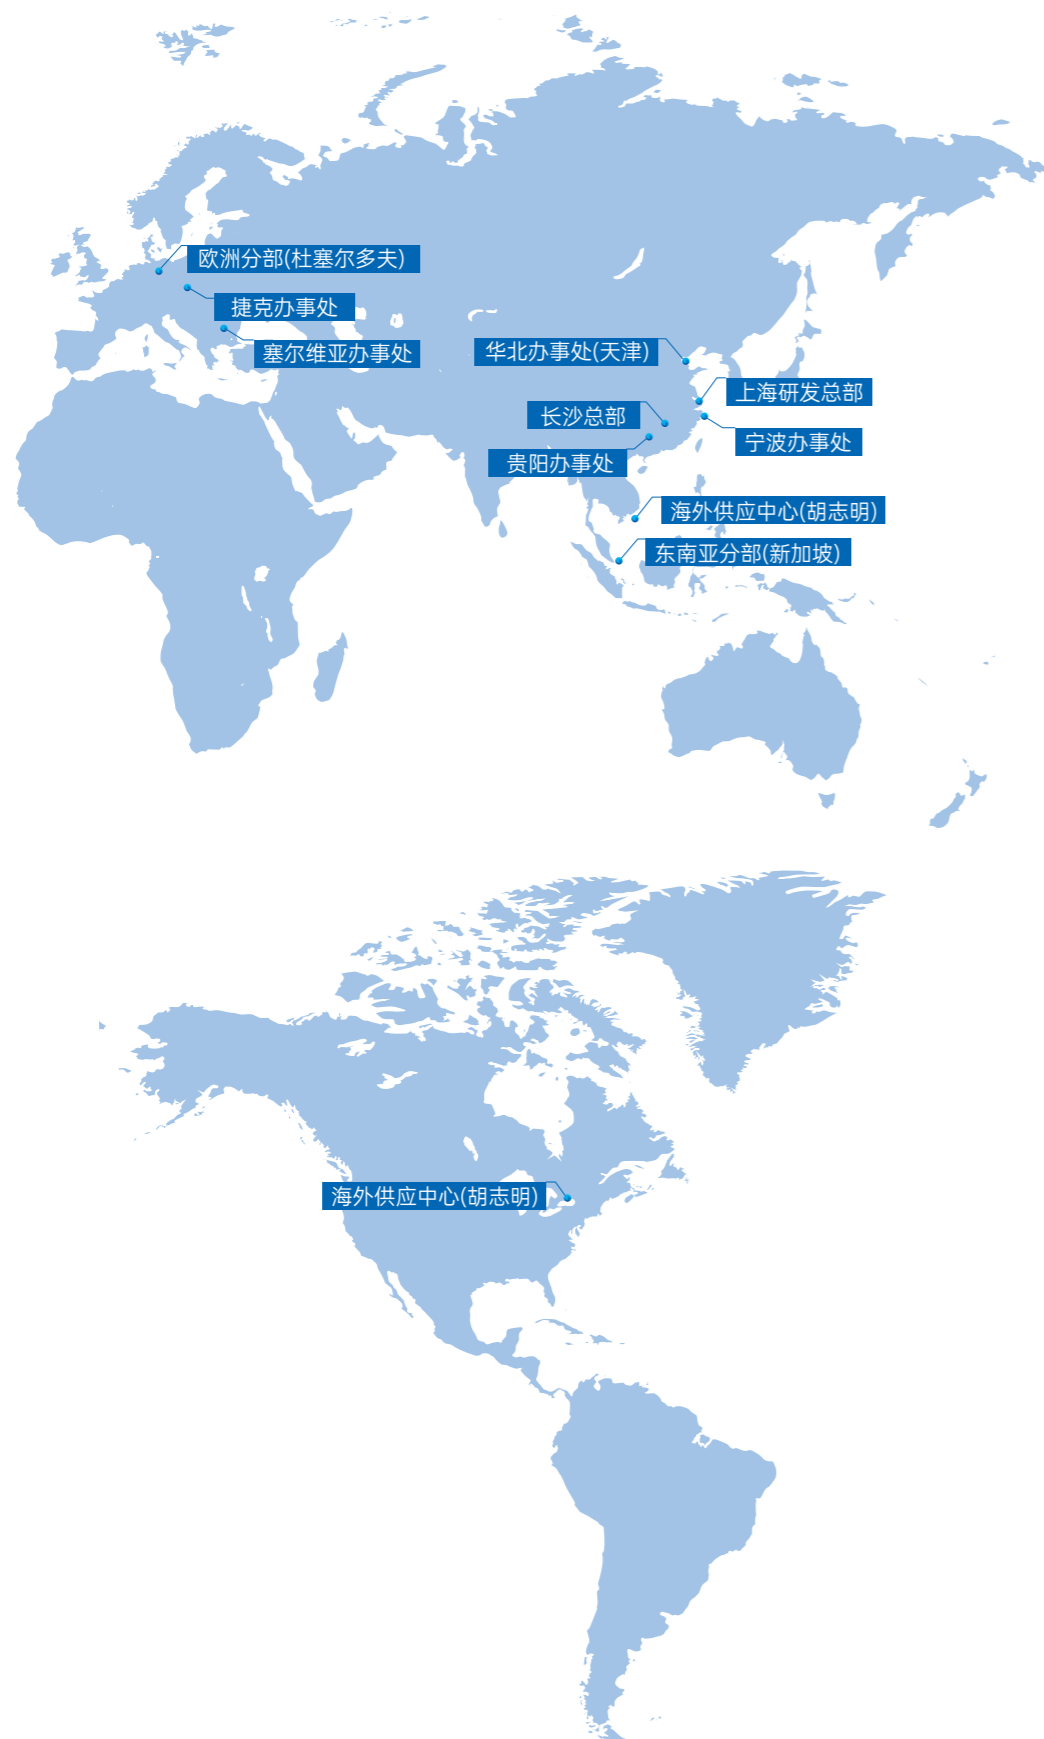 欧洲分部(杜塞尔多夫)
捷克办事处
塞尔维亚办事处
华北办事处(天津)
上海研发总部
长沙总部
宁波办事处
贵阳办事处
海外供应中心(胡志明)
东南亚分部(新加坡)
海外供应中心(胡志明)